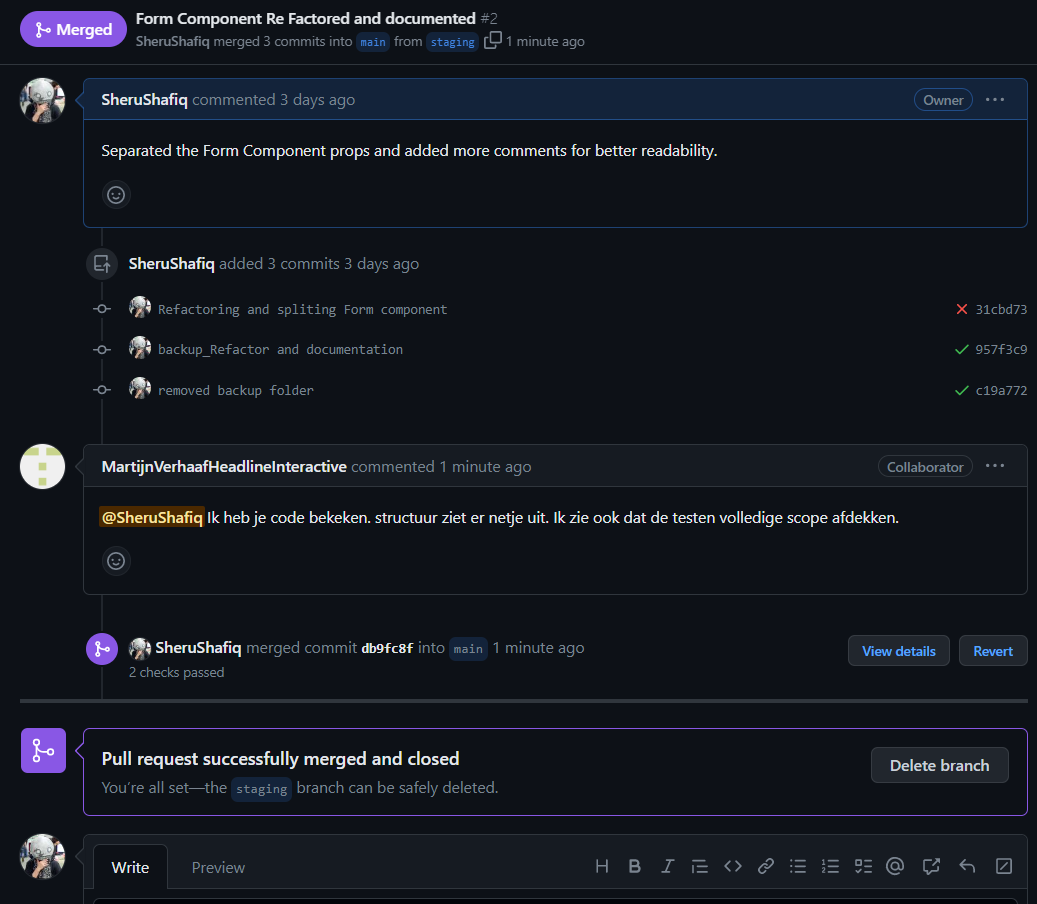 Merged
Form Component Re Factored and documented #2
SheruShafiq merged 3 commits into main from staging 1 minute ago
SheruShafiq commented 3 days ago
Owner
Separated the Form Component props and added more comments for better readability.
SheruShafiq added 3 commits 3 days ago
Refactoring and spliting Form component 31cbd73
backup_Refactor and documentation 957f3c9
removed backup folder c19a772
MartijnVerhaafHeadlineInteractive commented 1 minute ago
Collaborator
@SheruShafiq Ik heb je code bekeken. structuur ziet er netje uit. Ik zie ook dat de testen volledige scope afdekken.
SheruShafiq merged commit db9fc8f into main 1 minute ago
View details
Revert
2 checks passed
Pull request successfully merged and closed
You're all set—the staging branch can be safely deleted.
Delete branch
Write
Preview